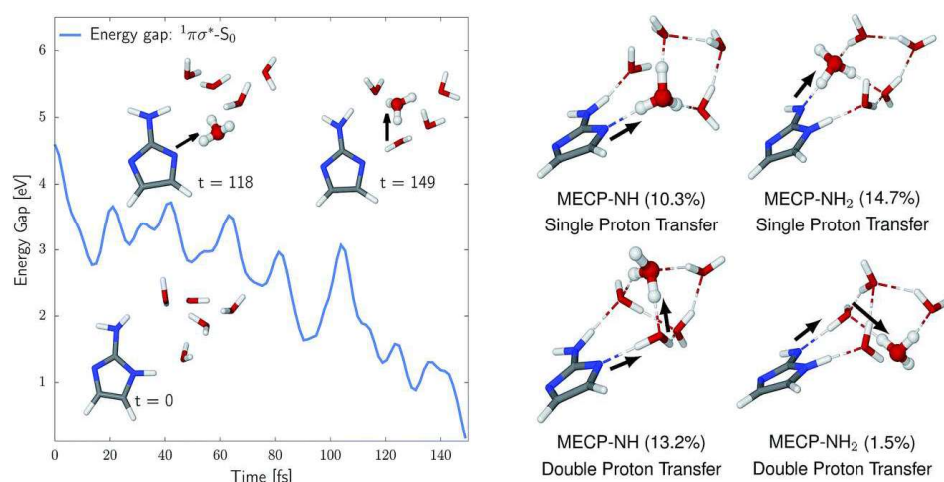 Energy gap: ¹πσ*-S₀
6
5
4
3
2
1
Energy Gap [eV]
t = 118
t = 149
t = 0
0 20 40 60 80 100 120 140
Time [fs]
MECP-NH (10.3%)
Single Proton Transfer
MECP-NH₂ (14.7%)
Single Proton Transfer
MECP-NH (13.2%)
Double Proton Transfer
MECP-NH₂ (1.5%)
Double Proton Transfer